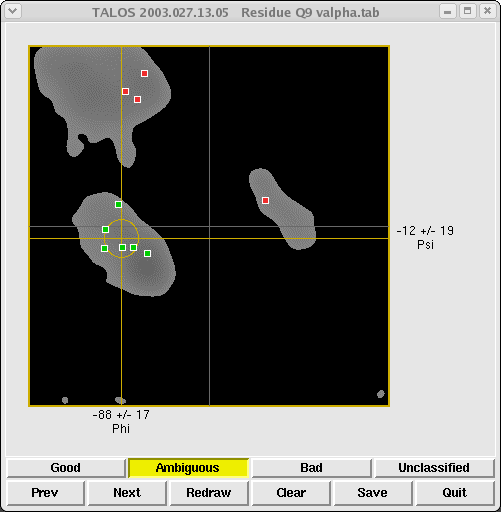 TALOS 2003.027.13.05   Residue Q9 valpha.tab
-12 +/- 19
Psi
-88 +/- 17
Phi
Good Ambiguous Bad Unclassified
Prev Next Redraw Clear Save Quit